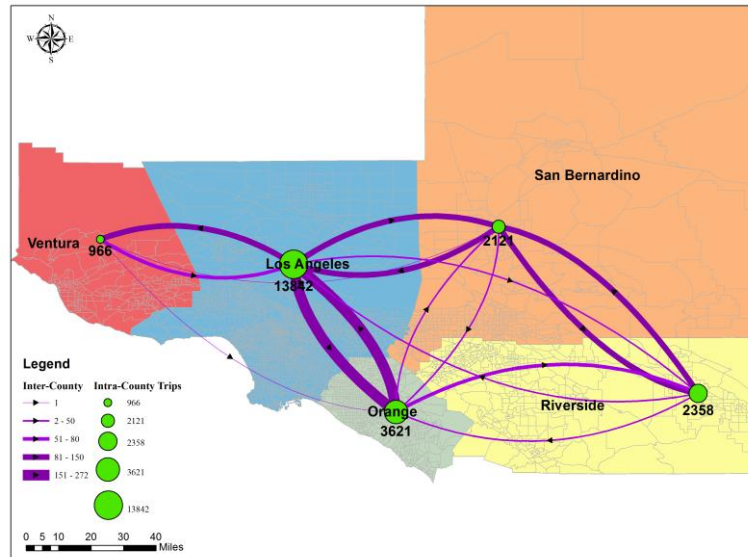 N
W E
S
San Bernardino
Ventura
966
2121
Los Angeles
13842
Orange
3621
Riverside
2358
Legend
Inter-County Intra-County Trips
1 966
2 - 50 2121
51 - 80 2358
81 - 150 3621
151 - 272 13842
0 5 10 20 30 40
Miles